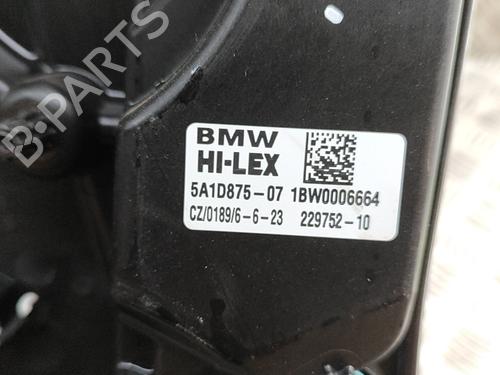 B-PARTS
BMW
HI-LEX
5A1D875-07 1BW0006664
CZ/0189/6-6-23 229752-10